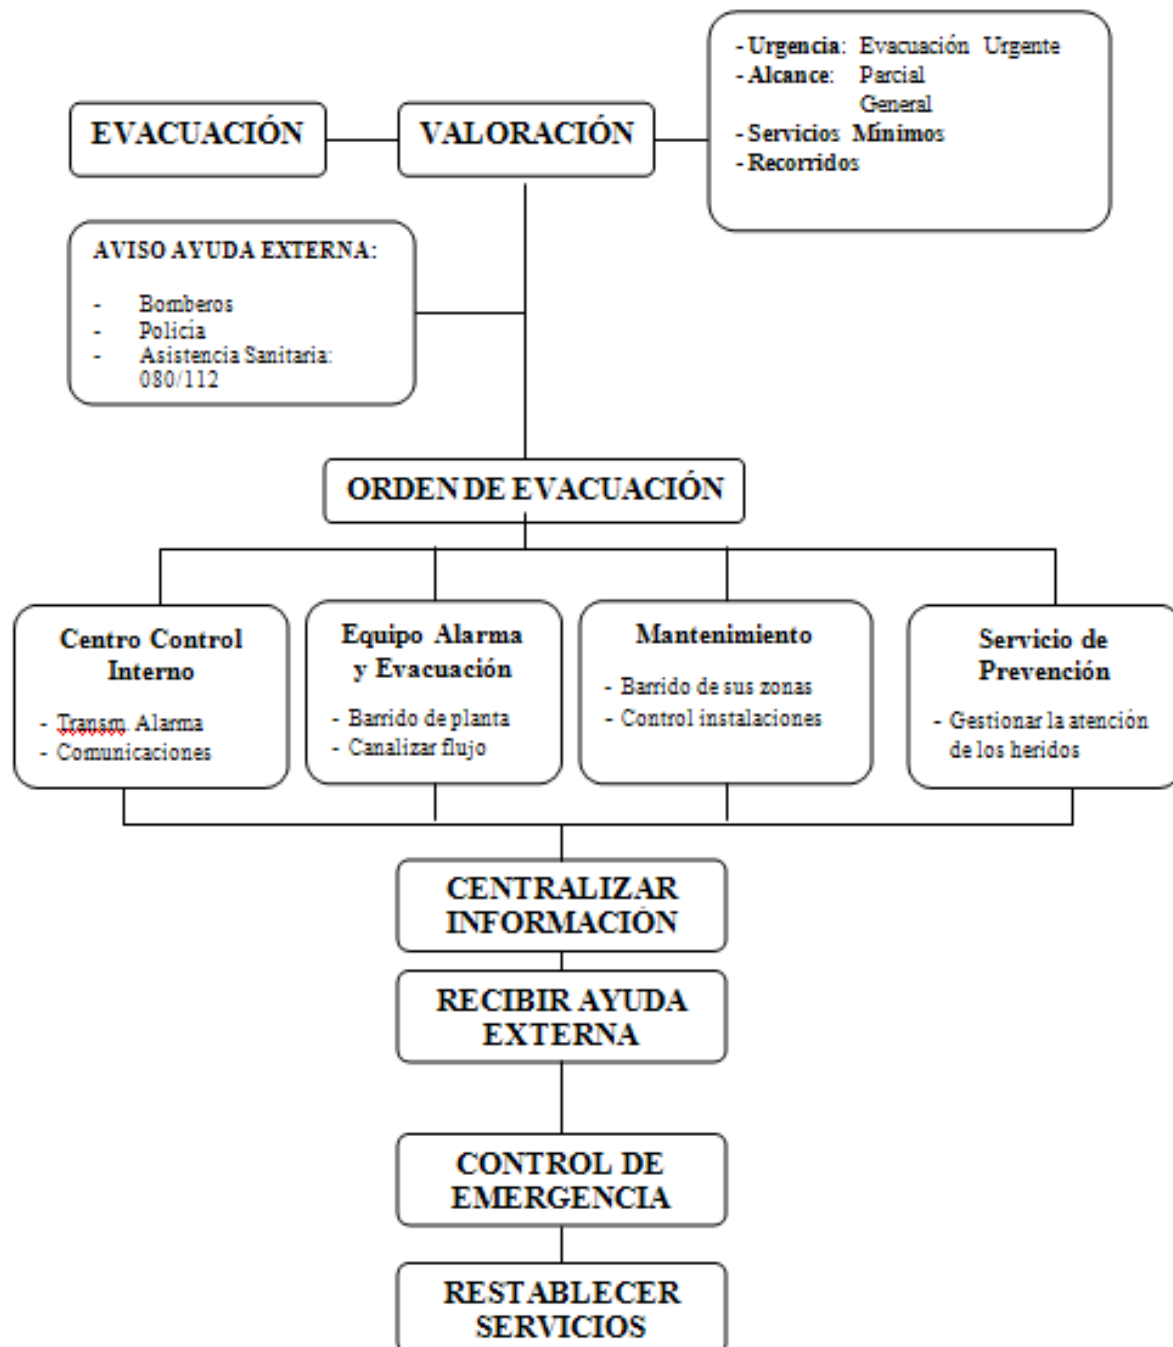 - Urgencia: Evacuación Urgente
- Alcance: Parcial
General
- Servicios Mínimos
- Recorridos
EVACUACIÓN
VALORACIÓN
AVISO AYUDA EXTERNA:
- Bomberos
- Policía
- Asistencia Sanitaria:
080/112
ORDEN DE EVACUACIÓN
Centro Control
Interno
- Transm. Alarma
- Comunicaciones
Equipo Alarma
y Evacuación
- Barrido de planta
- Canalizar flujo
Mantenimiento
- Barrido de sus zonas
- Control instalaciones
Servicio de
Prevención
- Gestionar la atención
de los heridos
CENTRALIZAR
INFORMACIÓN
RECIBIR AYUDA
EXTERNA
CONTROL DE
EMERGENCIA
RESTABLECER
SERVICIOS